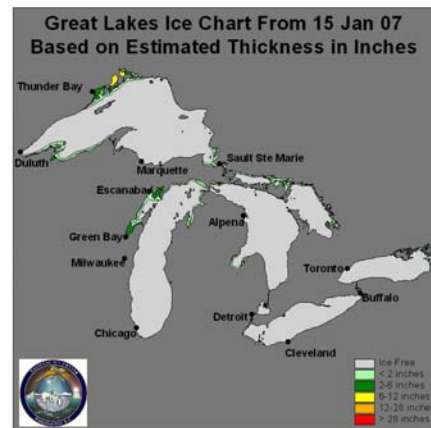 Great Lakes Ice Chart From 15 Jan 07
Based on Estimated Thickness in Inches
Thunder Bay
Duluth
Marquette
Sault Ste Marie
Escanaba
Alpena
Green Bay
Milwaukee
Toronto
Buffalo
Detroit
Chicago
Cleveland
Ice Free
< 2 inches
2-6 inches
6-12 inches
12-28 inches
> 28 inches